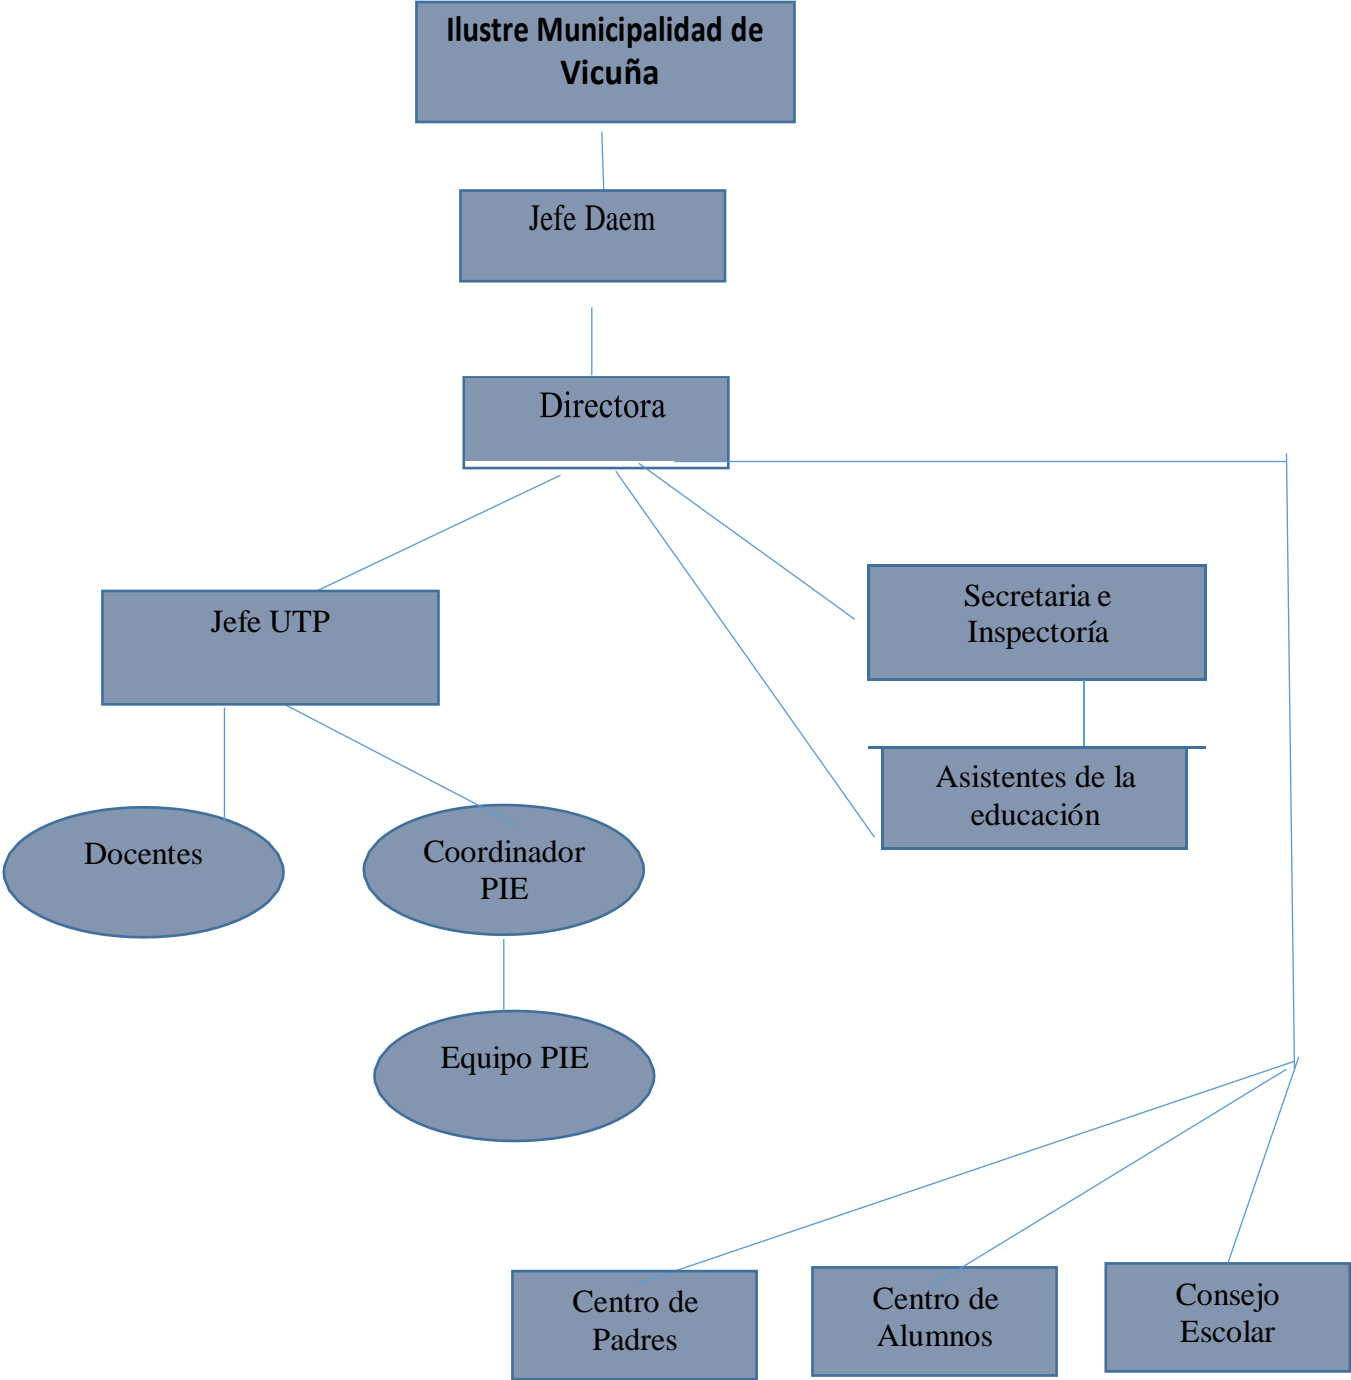 Ilustre Municipalidad de
Vicuña
Jefe Daem
Directora
Jefe UTP
Secretaria e
Inspectoría
Asistentes de la
educación
Docentes
Coordinador
PIE
Equipo PIE
Centro de
Padres
Centro de
Alumnos
Consejo
Escolar